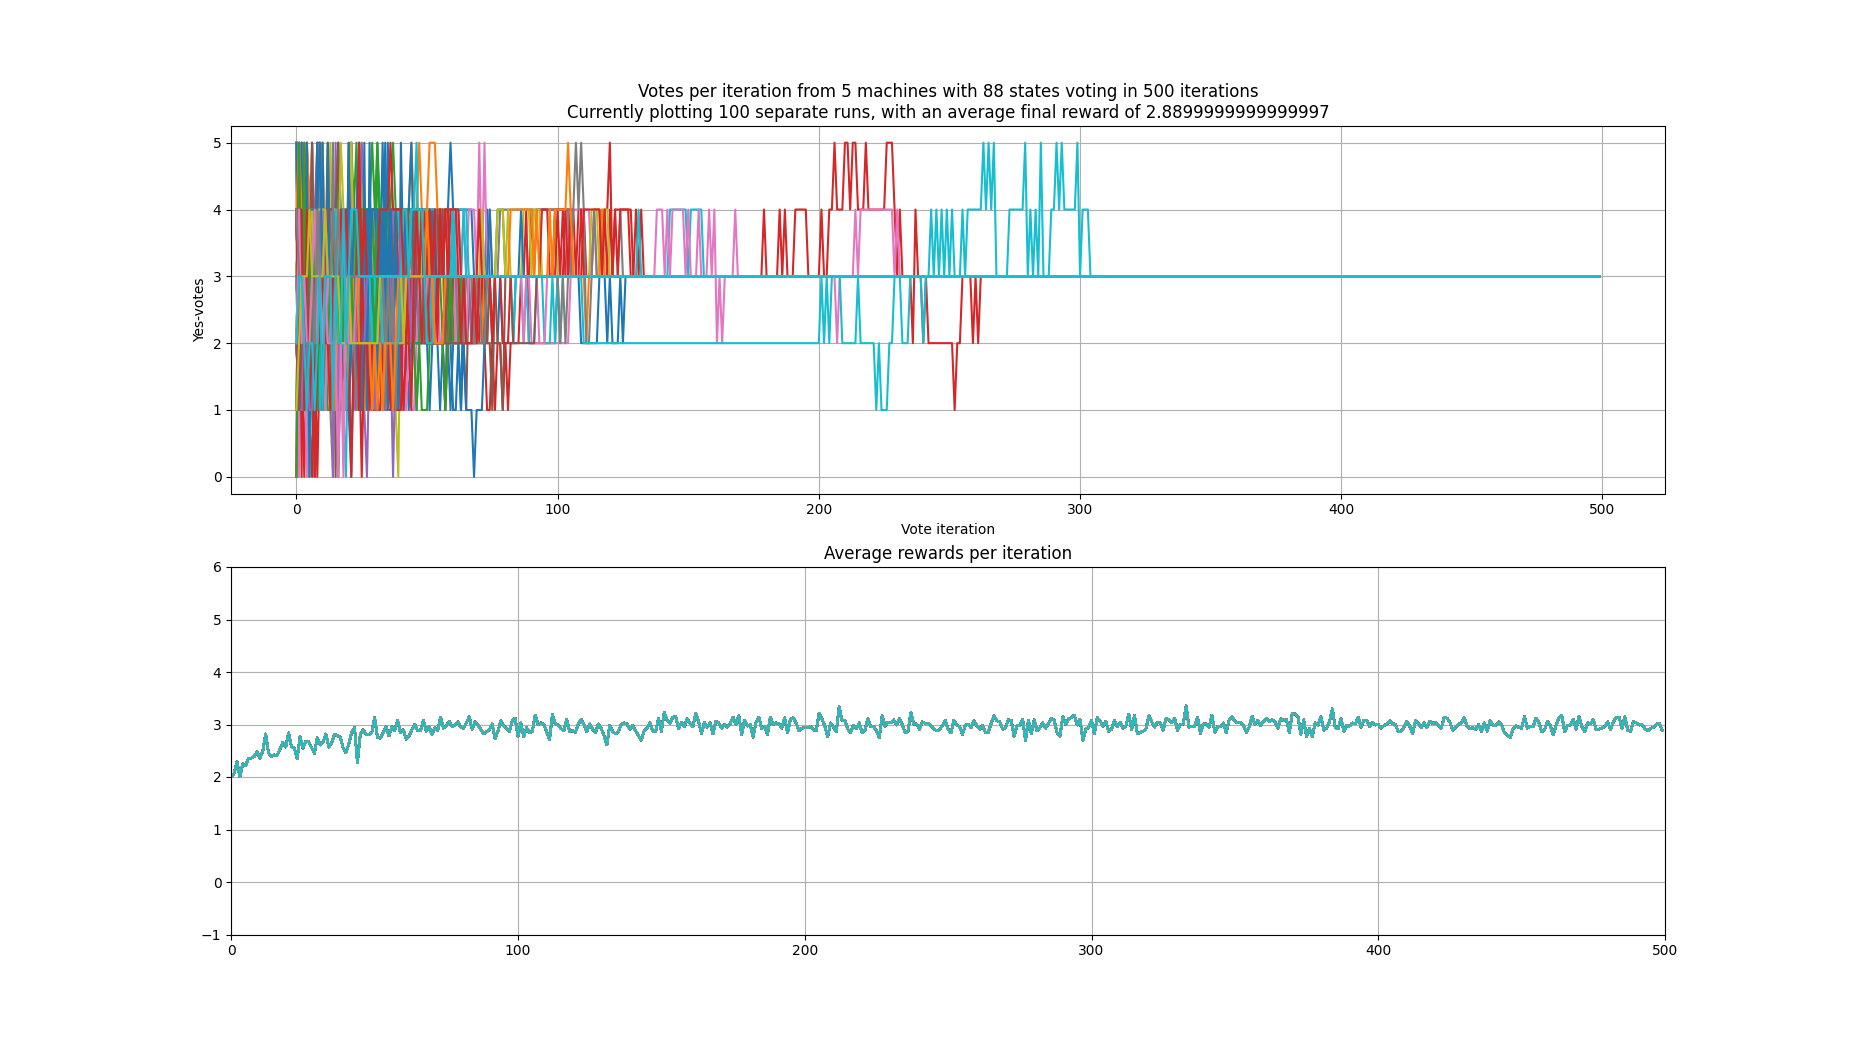 Votes per iteration from 5 machines with 88 states voting in 500 iterations
Currently plotting 100 separate runs, with an average final reward of 2.8899999999999997
5
4
3
2
1
0
Yes-votes
0 100 200 300 400 500
Vote iteration
Average rewards per iteration
6
5
4
3
2
1
0
−1
0 100 200 300 400 500